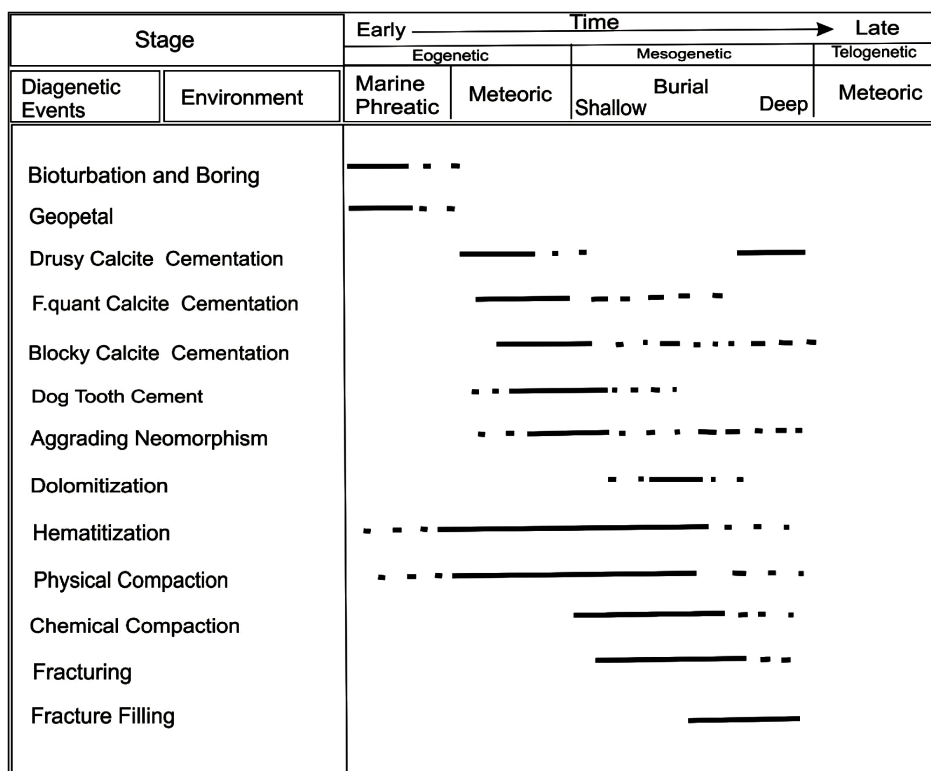 Stage
Early
Time
Late
Eogenetic
Mesogenetic
Telogenetic
Diagenetic
Events
Environment
Marine
Phreatic
Meteoric
Burial
Shallow
Deep
Meteoric
Bioturbation and Boring
Geopetal
Drusy Calcite Cementation
F.quant Calcite Cementation
Blocky Calcite Cementation
Dog Tooth Cement
Aggrading Neomorphism
Dolomitization
Hematitization
Physical Compaction
Chemical Compaction
Fracturing
Fracture Filling